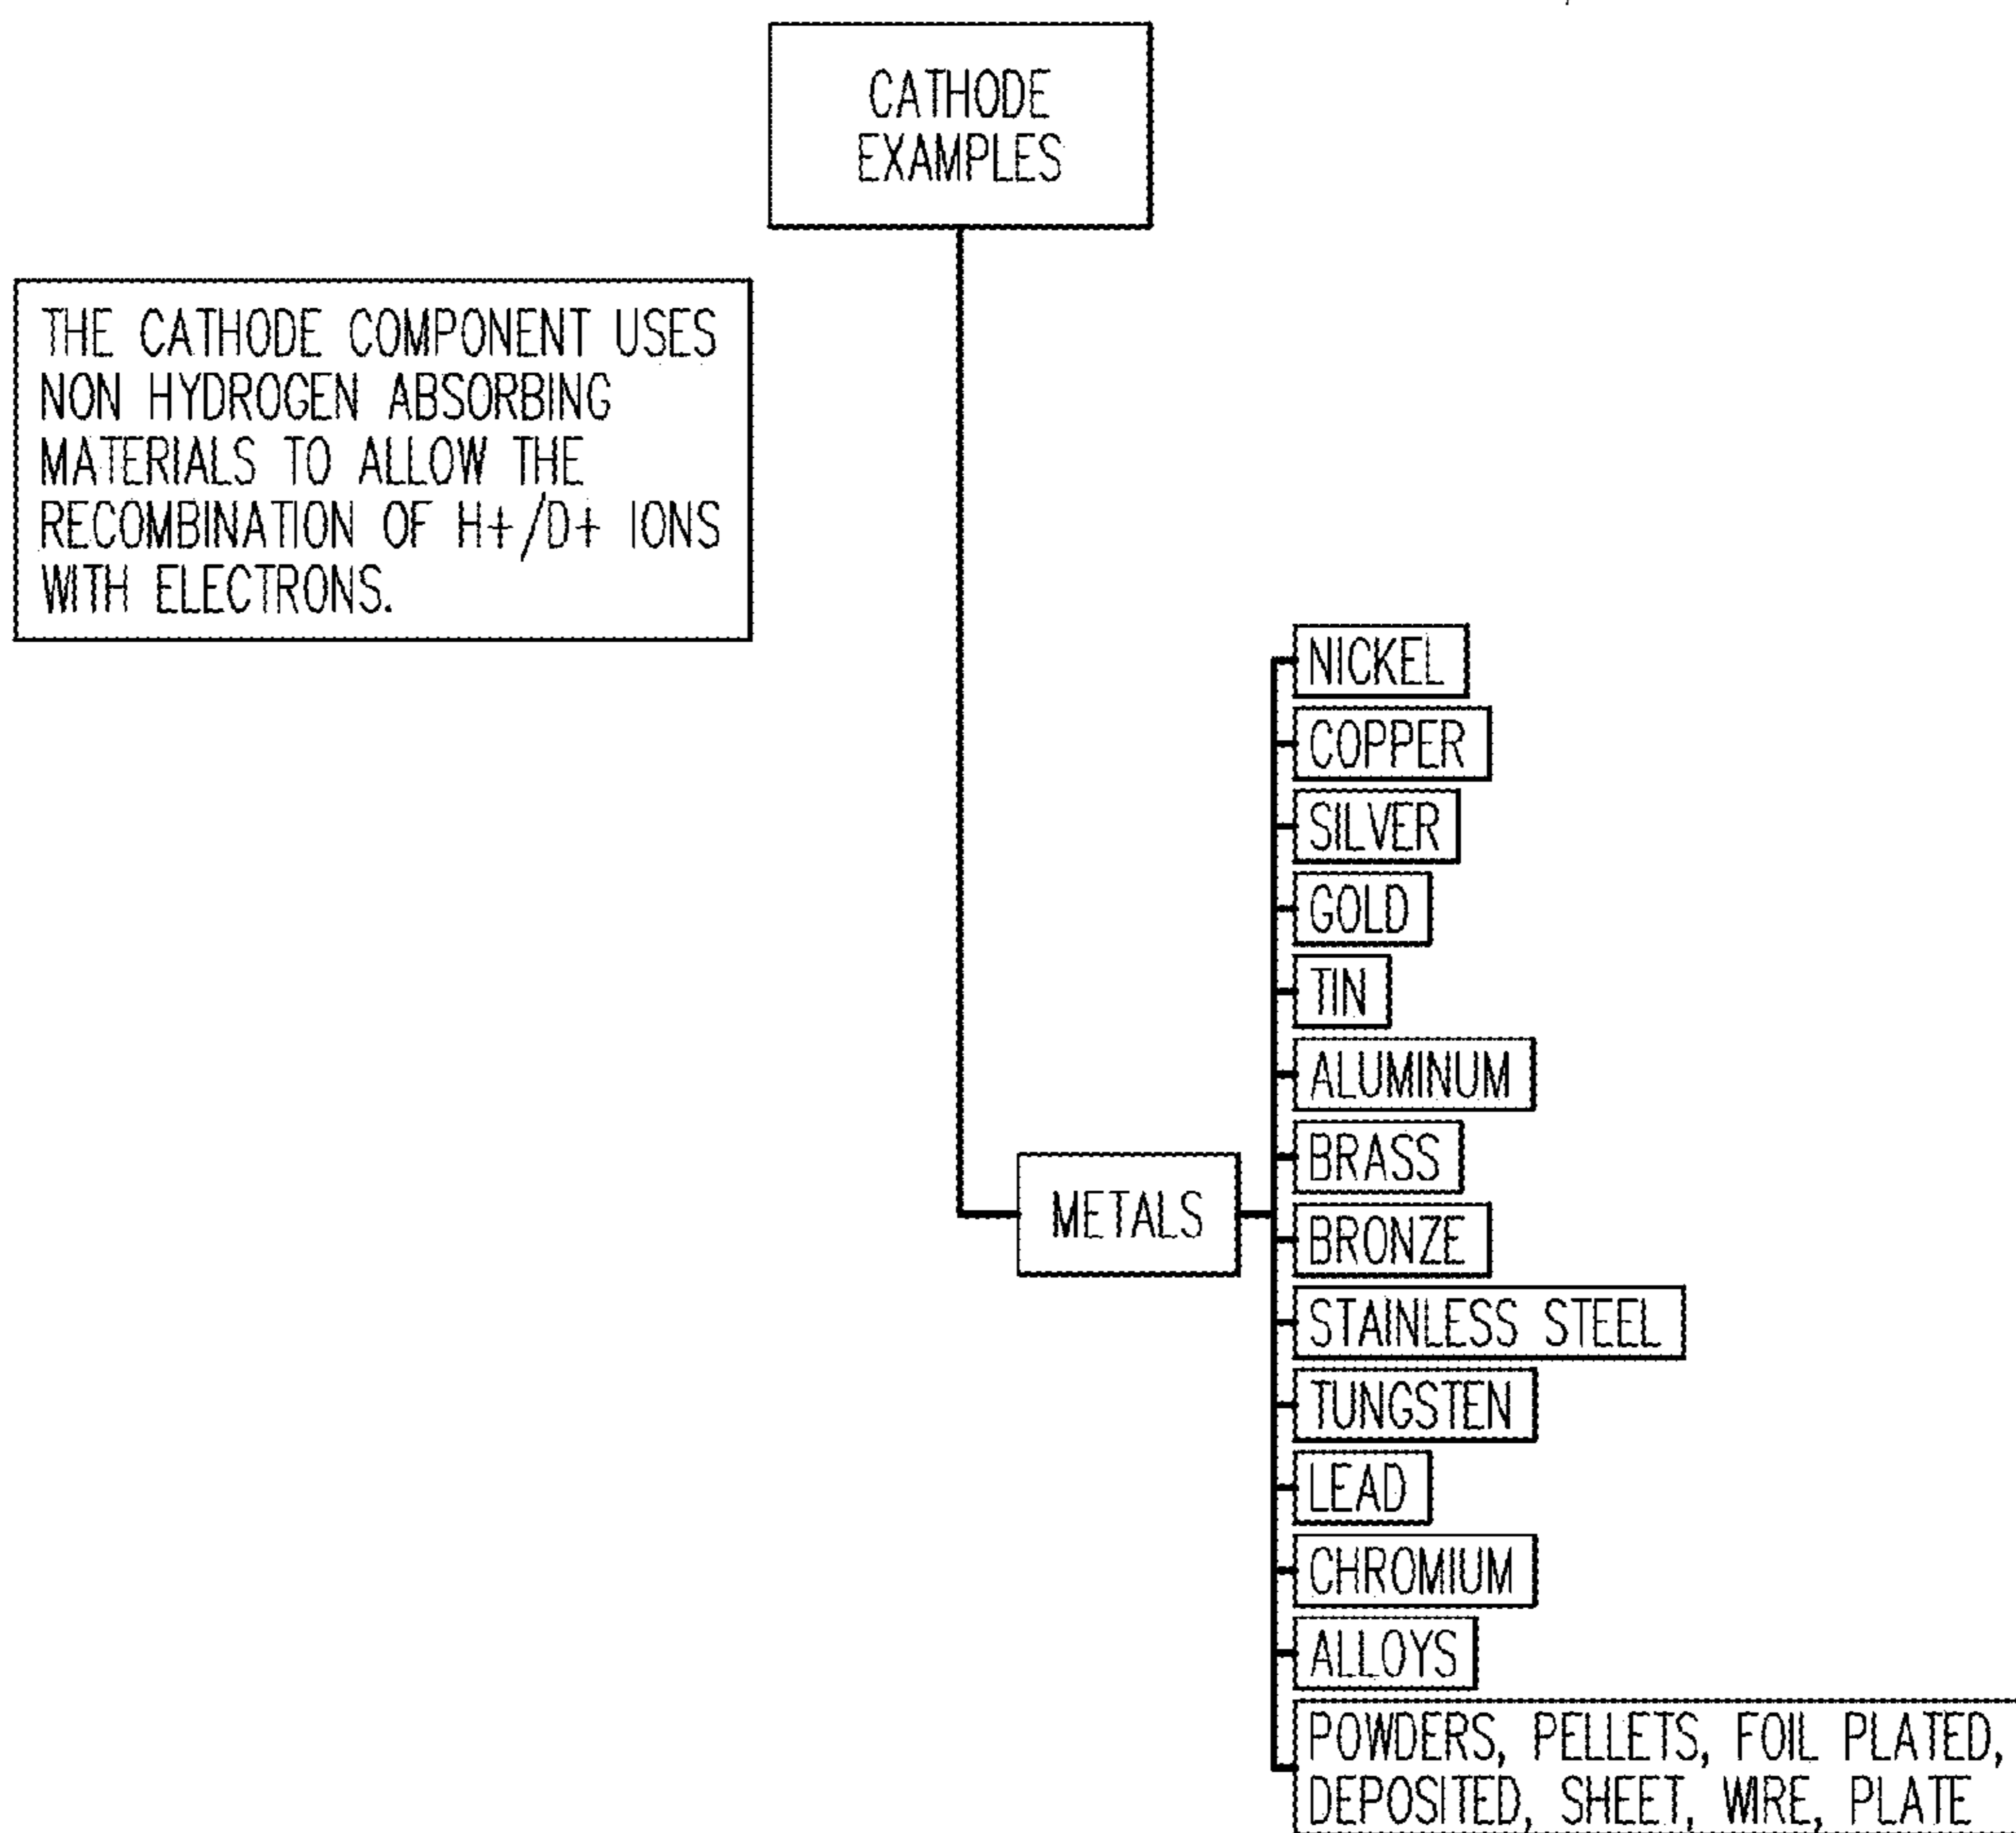 CATHODE
EXAMPLES
THE CATHODE COMPONENT USES
NON HYDROGEN ABSORBING
MATERIALS TO ALLOW THE
RECOMBINATION OF H+/D+ IONS
WITH ELECTRONS.
METALS
NICKEL
COPPER
SILVER
GOLD
TIN
ALUMINUM
BRASS
BRONZE
STAINLESS STEEL
TUNGSTEN
LEAD
CHROMIUM
ALLOYS
POWDERS, PELLETS, FOIL PLATED,
DEPOSITED, SHEET, WIRE, PLATE